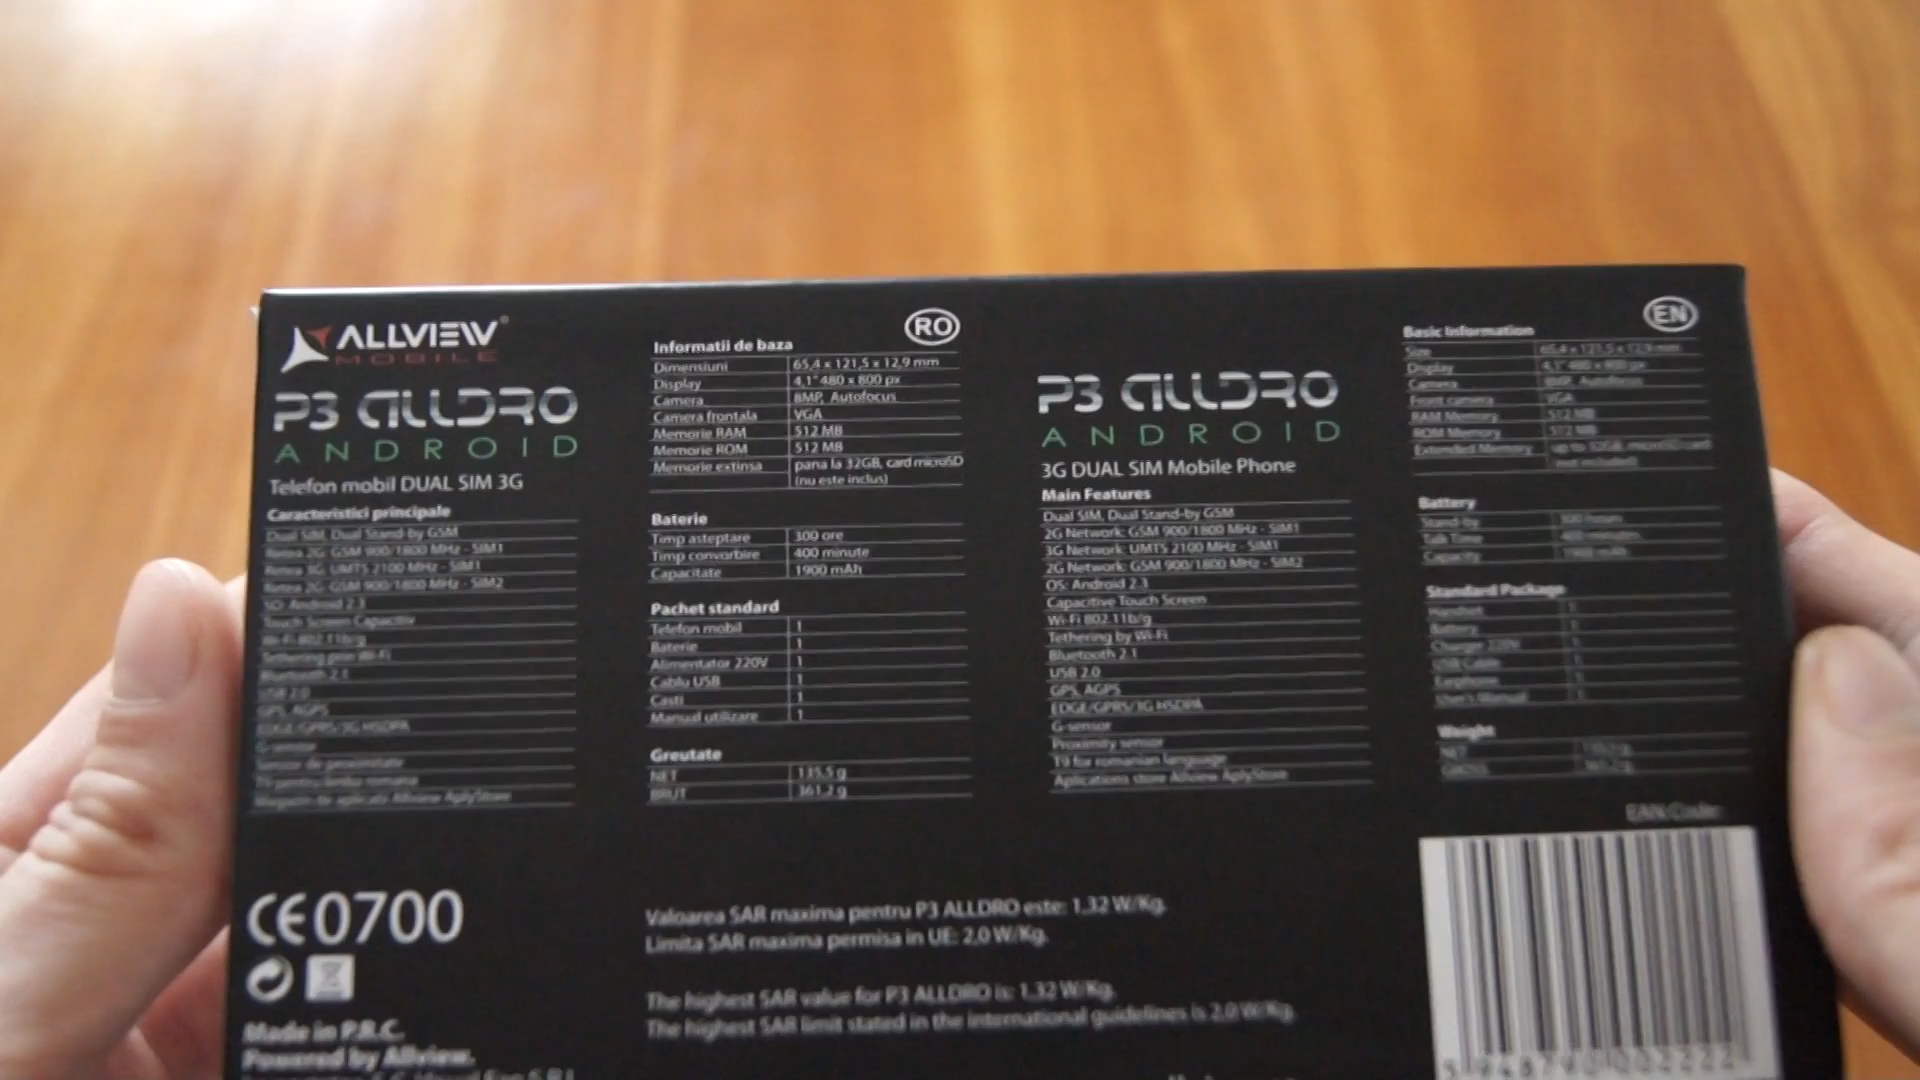 ALLVIEW
MOBILE
P3 ALLDRO
ANDROID
Telefon mobil DUAL SIM 3G
Caracteristici principale
Dual SIM, Dual Stand-by GSM
Retea 2G: GSM 900/1800 MHz - SIM1
Retea 3G: UMTS 2100 MHz - SIM1
Retea 2G: GSM 900/1800 MHz - SIM2
SO: Android 2.3
Touch Screen Capacitiv
Wi-Fi 802.11b/g
Tethering prin Wi-Fi
Bluetooth 2.1
USB 2.0
GPS, AGPS
EDGE/GPRS/3G HSDPA
G-sensor
Senzor de proximitate
T9 pentru limba romana
Magazin de aplicatii Allview AplyStore
RO
Informatii de baza
Dimensiuni 65,4 x 121,5 x 12,9 mm
Display 4,1" 480 x 800 px
Camera 8MP, Autofocus
Camera frontala VGA
Memorie RAM 512 MB
Memorie ROM 512 MB
Memorie extinsa pana la 32GB, card microSD
(nu este inclus)
Baterie
Timp asteptare 300 ore
Timp convorbire 400 minute
Capacitate 1900 mAh
Pachet standard
Telefon mobil 1
Baterie 1
Alimentator 220V 1
Cablu USB 1
Casti 1
Manual utilizare 1
Greutate
NET 135,5 g
BRUT 361,2 g
P3 ALLDRO
ANDROID
3G DUAL SIM Mobile Phone
Main Features
Dual SIM, Dual Stand-by GSM
2G Network: GSM 900/1800 MHz - SIM1
3G Network: UMTS 2100 MHz - SIM1
2G Network: GSM 900/1800 MHz - SIM2
OS: Android 2.3
Capacitive Touch Screen
Wi-Fi 802.11b/g
Tethering by Wi-Fi
Bluetooth 2.1
USB 2.0
GPS, AGPS
EDGE/GPRS/3G HSDPA
G-sensor
Proximity sensor
T9 for romanian language
Aplications store Allview AplyStore
EN
Basic Information
Size 65,4 x 121,5 x 12,9 mm
Display 4,1" 480 x 800 px
Camera 8MP, Autofocus
Front camera VGA
RAM Memory 512 MB
ROM Memory 512 MB
Extended Memory up to 32GB, microSD card
(not included)
Battery
Stand-by 300 hours
Talk Time 400 minutes
Capacity 1900 mAh
Standard Package
Handset 1
Battery 1
Charger 220V 1
USB Cable 1
Earphone 1
User's Manual 1
Weight
NET 135,5 g
GROSS 361,2 g
EAN Code:
CE0700
Valoarea SAR maxima pentru P3 ALLDRO este: 1,32 W/Kg.
Limita SAR maxima permisa in UE: 2,0 W/Kg.
The highest SAR value for P3 ALLDRO is: 1,32 W/Kg.
The highest SAR limit stated in the international guidelines is 2,0 W/Kg.
Made in P.R.C.
Powered by Allview.